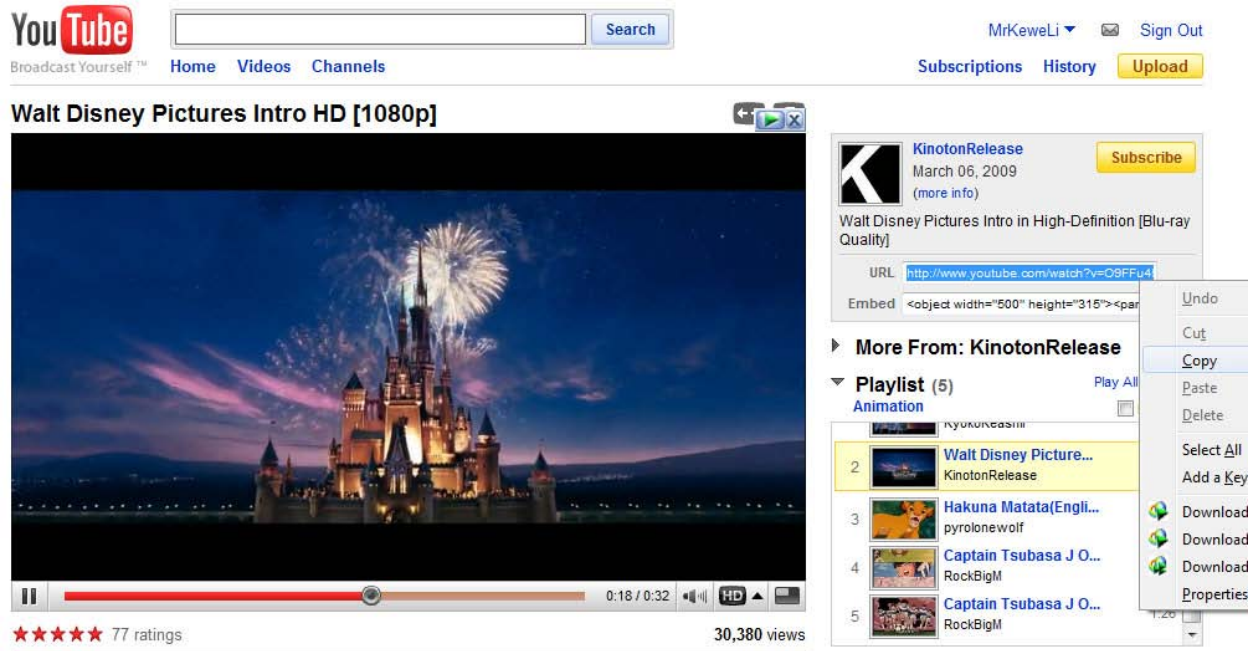 YouTube
Search
MrKeweLi
Sign Out
Broadcast Yourself ™
Home Videos Channels
Subscriptions History Upload
Walt Disney Pictures Intro HD [1080p]
KinotonRelease
Subscribe
March 06, 2009
(more info)
Walt Disney Pictures Intro in High-Definition [Blu-ray
Quality]
URL http://www.youtube.com/watch?v=O9FFu4
Embed <object width="500" height="315"><par
Undo
Cut
Copy
Paste
Delete
Select All
Add a Key
Download
Download
Download
Properties
More From: KinotonRelease
Playlist (5)
Play All
Animation
KyokoKeashi
2 Walt Disney Picture...
KinotonRelease
3 Hakuna Matata(Engli...
pyrolonewolf
4 Captain Tsubasa J O...
RockBigM
5 Captain Tsubasa J O...
RockBigM
1:26
0:18 / 0:32
HD
77 ratings
30,380 views